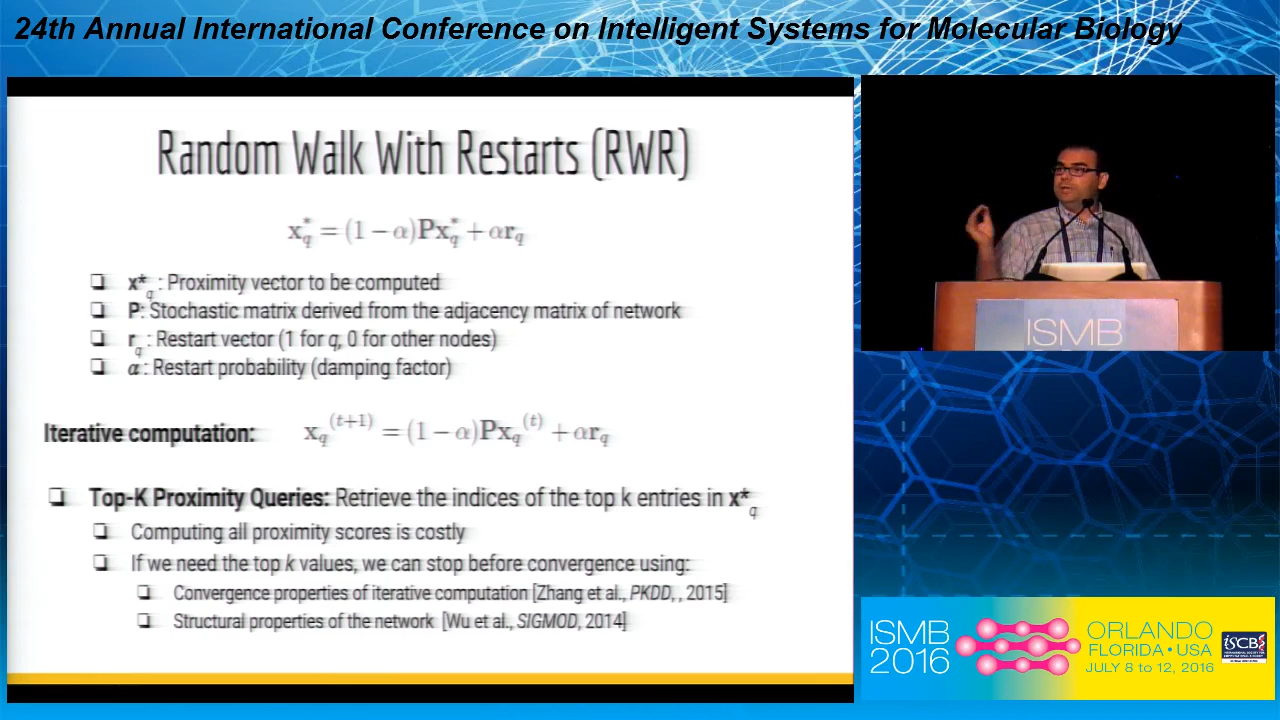 24th Annual International Conference on Intelligent Systems for Molecular Biology
Random Walk With Restarts (RWR)
x*q = (1 − α)Px*q + αrq
❑ x*q : Proximity vector to be computed
❑ P: Stochastic matrix derived from the adjacency matrix of network
❑ rq : Restart vector (1 for q, 0 for other nodes)
❑ α : Restart probability (damping factor)
Iterative computation: xq(t+1) = (1 − α)Pxq(t) + αrq
❑ Top-K Proximity Queries: Retrieve the indices of the top k entries in x*q
❑ Computing all proximity scores is costly
❑ If we need the top k values, we can stop before convergence using:
❑ Convergence properties of iterative computation [Zhang et al., PKDD, , 2015]
❑ Structural properties of the network [Wu et al., SIGMOD, 2014]
ISMB
ISMB
2016
ORLANDO
FLORIDA • USA
JULY 8 to 12, 2016
ISCB